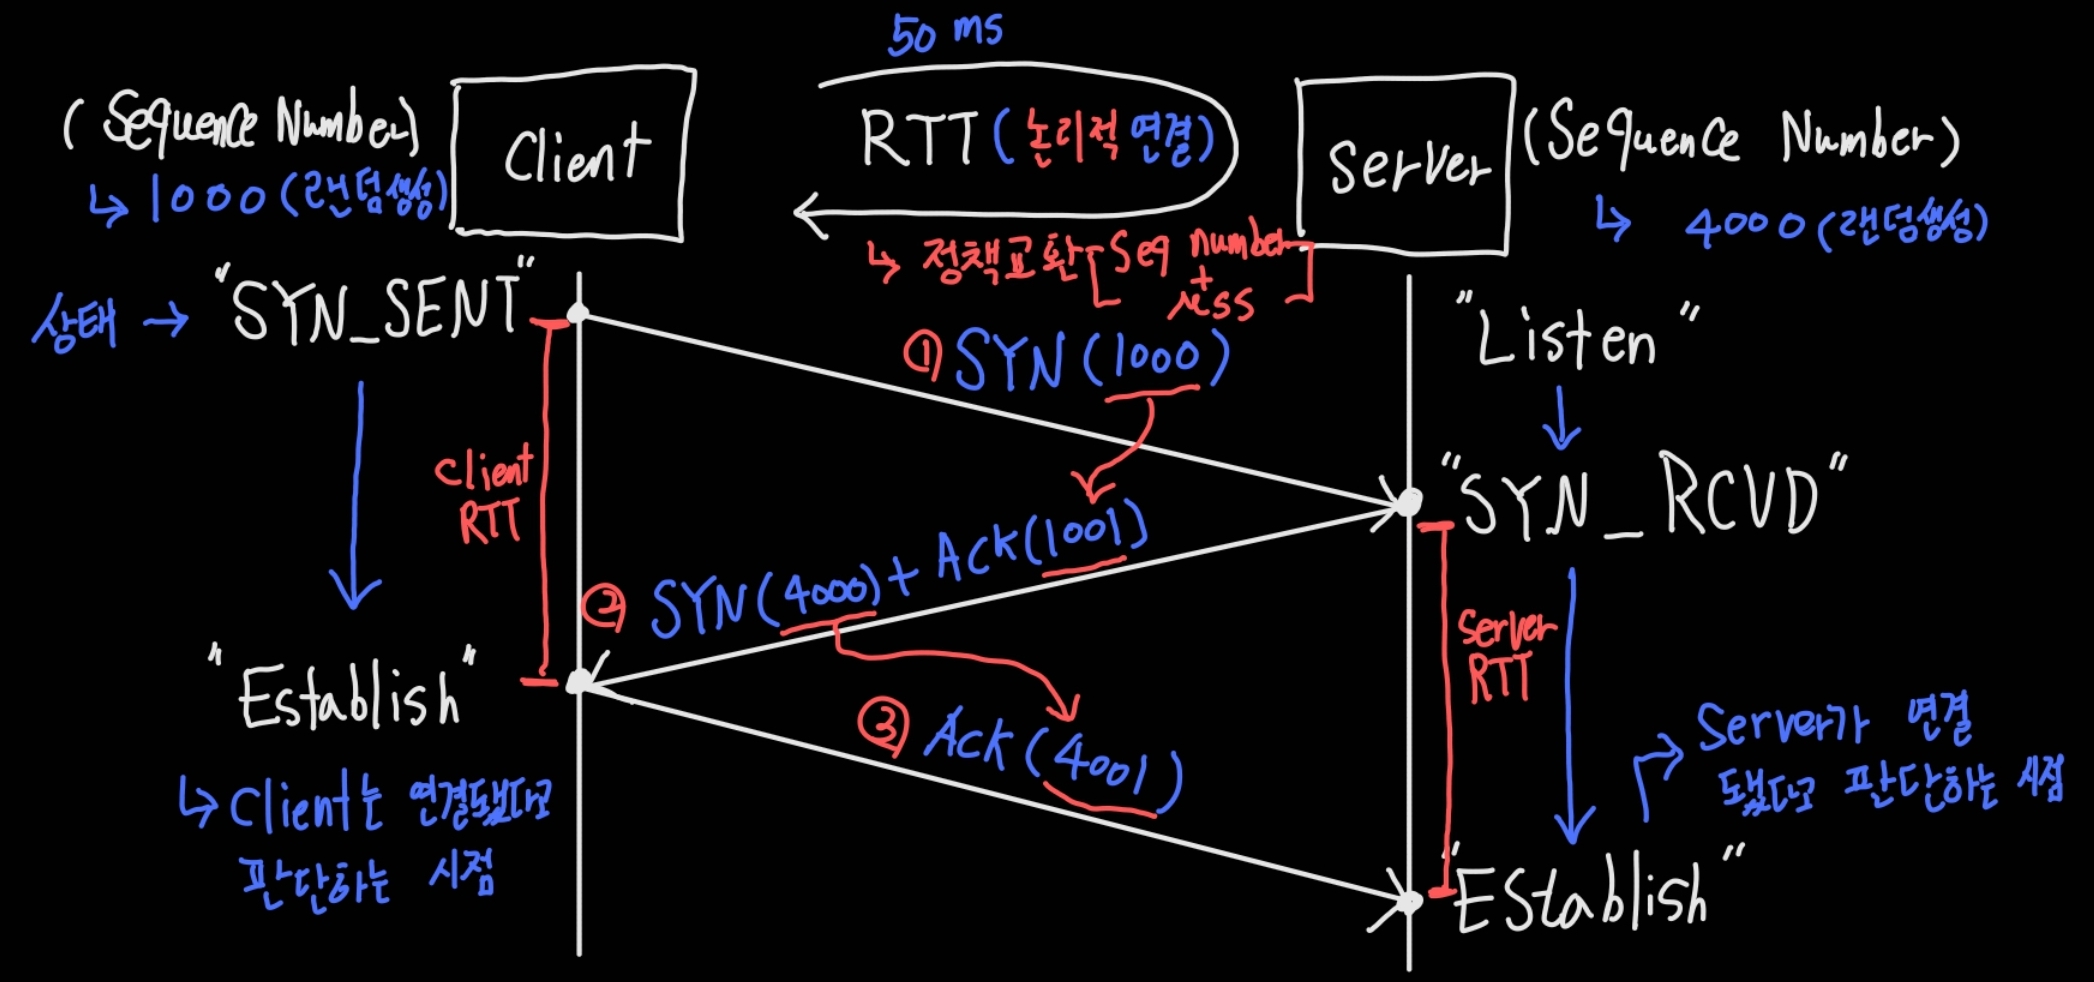 50 ms
(Sequence Number)
↳ 1000 (랜덤생성)
Client
RTT (논리적 연결)
↳ 정책교환 [Seq Number
+
MSS]
Server
(Sequence Number)
↳ 4000 (랜덤생성)
상태 → "SYN_SENT"
"Listen"
① SYN (1000)
Client
RTT
"SYN_RCVD"
② SYN(4000) + ACK(1001)
Server
RTT
"Establish"
↳ Client는 연결됐다고
판단하는 시점
③ ACK (4001)
Server가 연결
됐다고 판단하는 시점
"Establish"